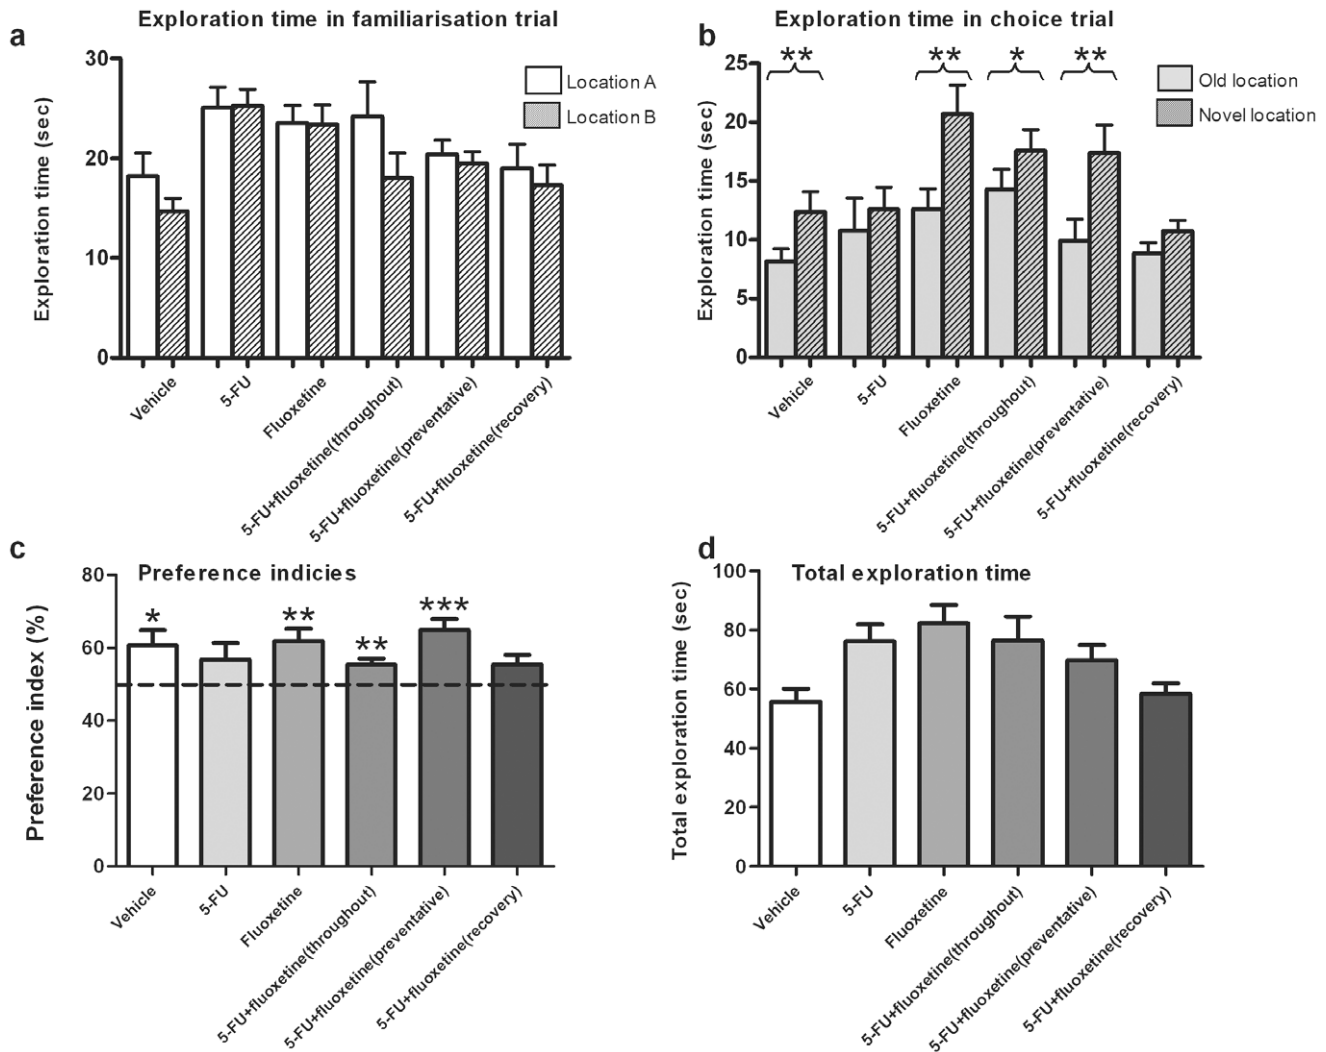 a
Exploration time in familiarisation trial
Exploration time (sec)
30
20
10
0
Location A
Location B
Vehicle
5-FU
Fluoxetine
5-FU+fluoxetine(throughout)
5-FU+fluoxetine(preventative)
5-FU+fluoxetine(recovery)
b
Exploration time in choice trial
Exploration time (sec)
25
20
15
10
5
0
** ** * **
Old location
Novel location
Vehicle
5-FU
Fluoxetine
5-FU+fluoxetine(throughout)
5-FU+fluoxetine(preventative)
5-FU+fluoxetine(recovery)
c
Preference indicies
Preference index (%)
80
60
40
20
0
* ** ** ***
Vehicle
5-FU
Fluoxetine
5-FU+fluoxetine(throughout)
5-FU+fluoxetine(preventative)
5-FU+fluoxetine(recovery)
d
Total exploration time
Total exploration time (sec)
100
80
60
40
20
0
Vehicle
5-FU
Fluoxetine
5-FU+fluoxetine(throughout)
5-FU+fluoxetine(preventative)
5-FU+fluoxetine(recovery)